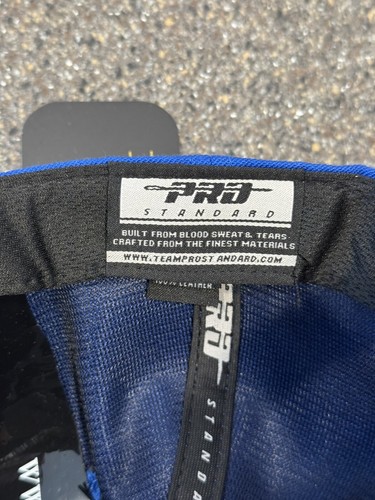 PRO
STANDARD
BUILT FROM BLOOD SWEAT & TEARS
CRAFTED FROM THE FINEST MATERIALS
WWW.TEAMPROSTANDARD.COM
100% LEATHER
PRO
STANDARD
WW